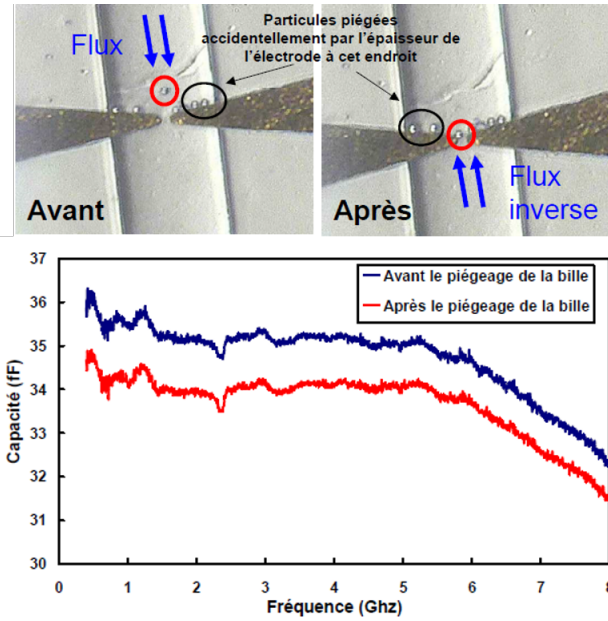 Flux
Particules piégées
accidentellement par l'épaisseur de
l'électrode à cet endroit
Avant
Après
Flux
inverse
37
36
35
34
33
32
31
30
Capacité (fF)
Avant le piégeage de la bille
Après le piégeage de la bille
0 1 2 3 4 5 6 7 8
Fréquence (Ghz)